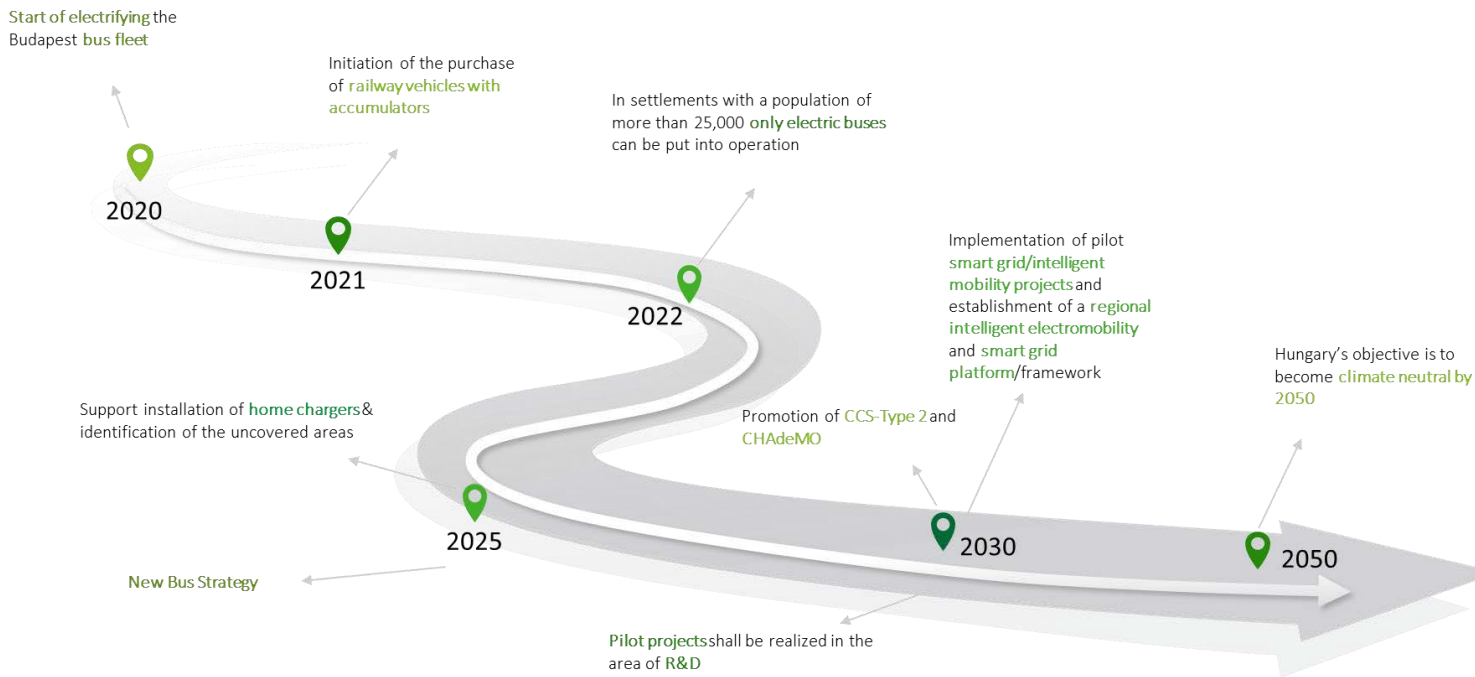 Start of electrifying the
Budapest bus fleet
2020
Initiation of the purchase
of railway vehicles with
accumulators
2021
In settlements with a population of
more than 25,000 only electric buses
can be put into operation
2022
Support installation of home chargers &
identification of the uncovered areas
2025
New Bus Strategy
Promotion of CCS-Type 2 and
CHAdeMO
Implementation of pilot
smart grid/intelligent
mobility projects and
establishment of a regional
intelligent electromobility
and smart grid
platform/framework
2030
Pilot projects shall be realized in the
area of R&D
Hungary's objective is to
become climate neutral by
2050
2050